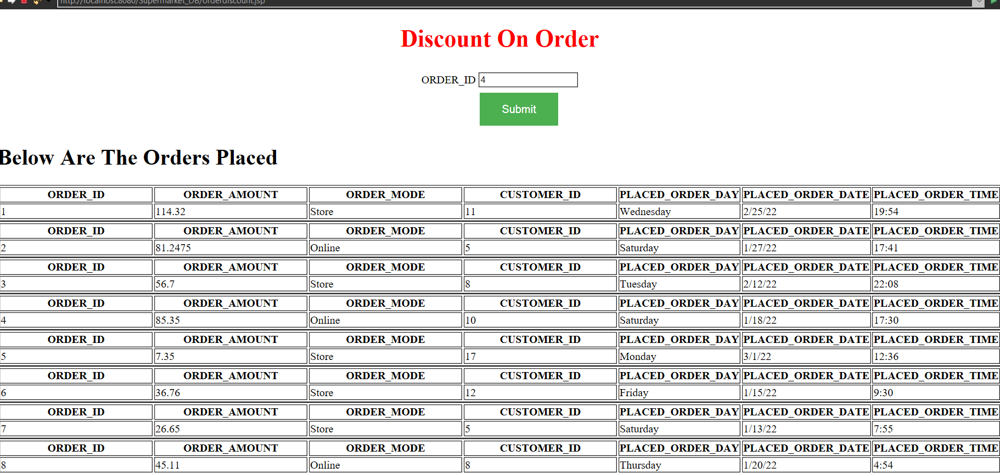 http://localhost:8080/Supermarket_DB/orderdiscount.jsp
Discount On Order
ORDER_ID 4
Submit
Below Are The Orders Placed
ORDER_ID ORDER_AMOUNT ORDER_MODE CUSTOMER_ID PLACED_ORDER_DAY PLACED_ORDER_DATE PLACED_ORDER_TIME
1 114.32 Store 11 Wednesday 2/25/22 19:54
ORDER_ID ORDER_AMOUNT ORDER_MODE CUSTOMER_ID PLACED_ORDER_DAY PLACED_ORDER_DATE PLACED_ORDER_TIME
2 81.2475 Online 5 Saturday 1/27/22 17:41
ORDER_ID ORDER_AMOUNT ORDER_MODE CUSTOMER_ID PLACED_ORDER_DAY PLACED_ORDER_DATE PLACED_ORDER_TIME
3 56.7 Store 8 Tuesday 2/12/22 22:08
ORDER_ID ORDER_AMOUNT ORDER_MODE CUSTOMER_ID PLACED_ORDER_DAY PLACED_ORDER_DATE PLACED_ORDER_TIME
4 85.35 Online 10 Saturday 1/18/22 17:30
ORDER_ID ORDER_AMOUNT ORDER_MODE CUSTOMER_ID PLACED_ORDER_DAY PLACED_ORDER_DATE PLACED_ORDER_TIME
5 7.35 Store 17 Monday 3/1/22 12:36
ORDER_ID ORDER_AMOUNT ORDER_MODE CUSTOMER_ID PLACED_ORDER_DAY PLACED_ORDER_DATE PLACED_ORDER_TIME
6 36.76 Store 12 Friday 1/15/22 9:30
ORDER_ID ORDER_AMOUNT ORDER_MODE CUSTOMER_ID PLACED_ORDER_DAY PLACED_ORDER_DATE PLACED_ORDER_TIME
7 26.65 Store 5 Saturday 1/13/22 7:55
ORDER_ID ORDER_AMOUNT ORDER_MODE CUSTOMER_ID PLACED_ORDER_DAY PLACED_ORDER_DATE PLACED_ORDER_TIME
8 45.11 Online 8 Thursday 1/20/22 4:54